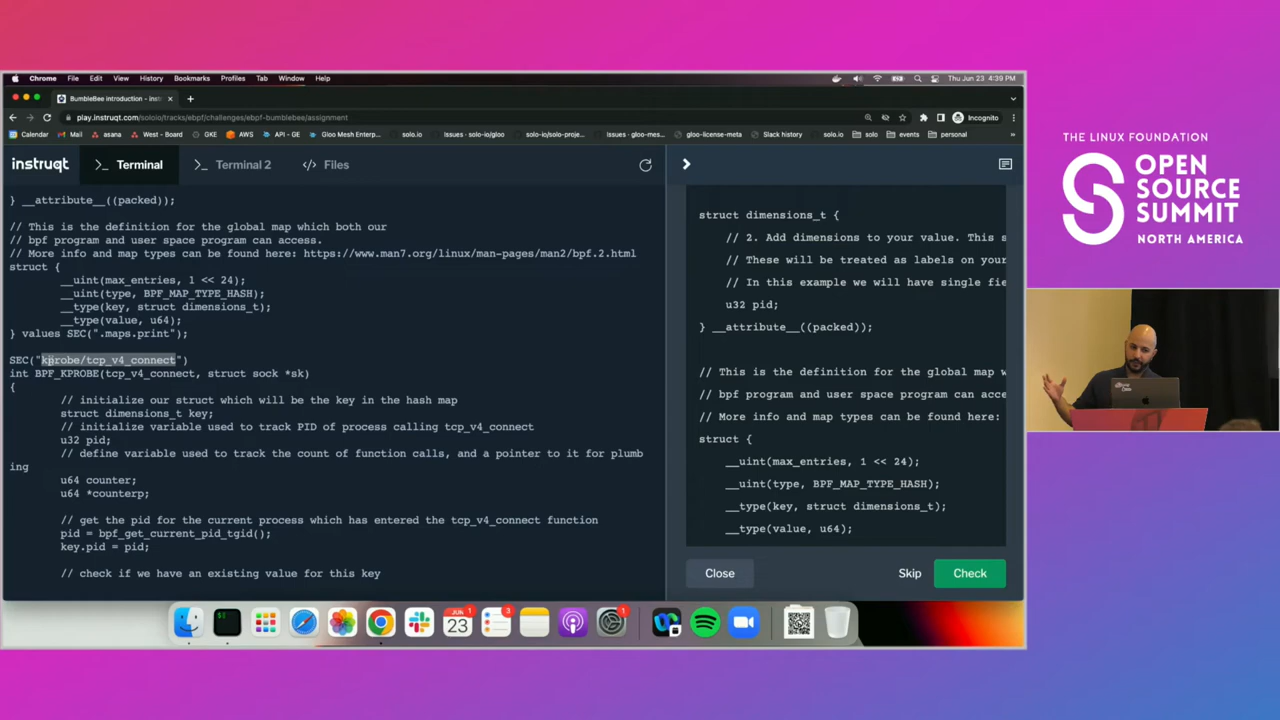 Chrome File Edit View History Bookmarks Profiles Tab Window Help
Thu Jun 23 4:39 PM
BumbleBee introduction - inst
play.instruqt.com/soloio/tracks/ebpf/challenges/ebpf-bumblebee/assignment
Incognito
Calendar Mail asana West - Board GKE AWS API - GE Gloo Mesh Enterpr... solo.io Issues · solo-io/gloo solo-io/solo-proje... Issues · gloo-mes... gloo-license-meta Slack history solo.io solo events personal
instruqt
>_ Terminal
>_ Terminal 2
</> Files
} __attribute__((packed));
// This is the definition for the global map which both our
// bpf program and user space program can access.
// More info and map types can be found here: https://www.man7.org/linux/man-pages/man2/bpf.2.html
struct {
__uint(max_entries, 1 << 24);
__uint(type, BPF_MAP_TYPE_HASH);
__type(key, struct dimensions_t);
__type(value, u64);
} values SEC(".maps.print");
SEC("kprobe/tcp_v4_connect")
int BPF_KPROBE(tcp_v4_connect, struct sock *sk)
{
// initialize our struct which will be the key in the hash map
struct dimensions_t key;
// initialize variable used to track PID of process calling tcp_v4_connect
u32 pid;
// define variable used to track the count of function calls, and a pointer to it for plumb
ing
u64 counter;
u64 *counterp;
// get the pid for the current process which has entered the tcp_v4_connect function
pid = bpf_get_current_pid_tgid();
key.pid = pid;
// check if we have an existing value for this key
struct dimensions_t {
// 2. Add dimensions to your value. This s
// These will be treated as labels on your
// In this example we will have single fie
u32 pid;
} __attribute__((packed));
// This is the definition for the global map w
// bpf program and user space program can acce
// More info and map types can be found here:
struct {
__uint(max_entries, 1 << 24);
__uint(type, BPF_MAP_TYPE_HASH);
__type(key, struct dimensions_t);
__type(value, u64);
Close
Skip
Check
JUN
23
1
3
1
THE LINUX FOUNDATION
OPEN
SOURCE
SUMMIT
NORTH AMERICA